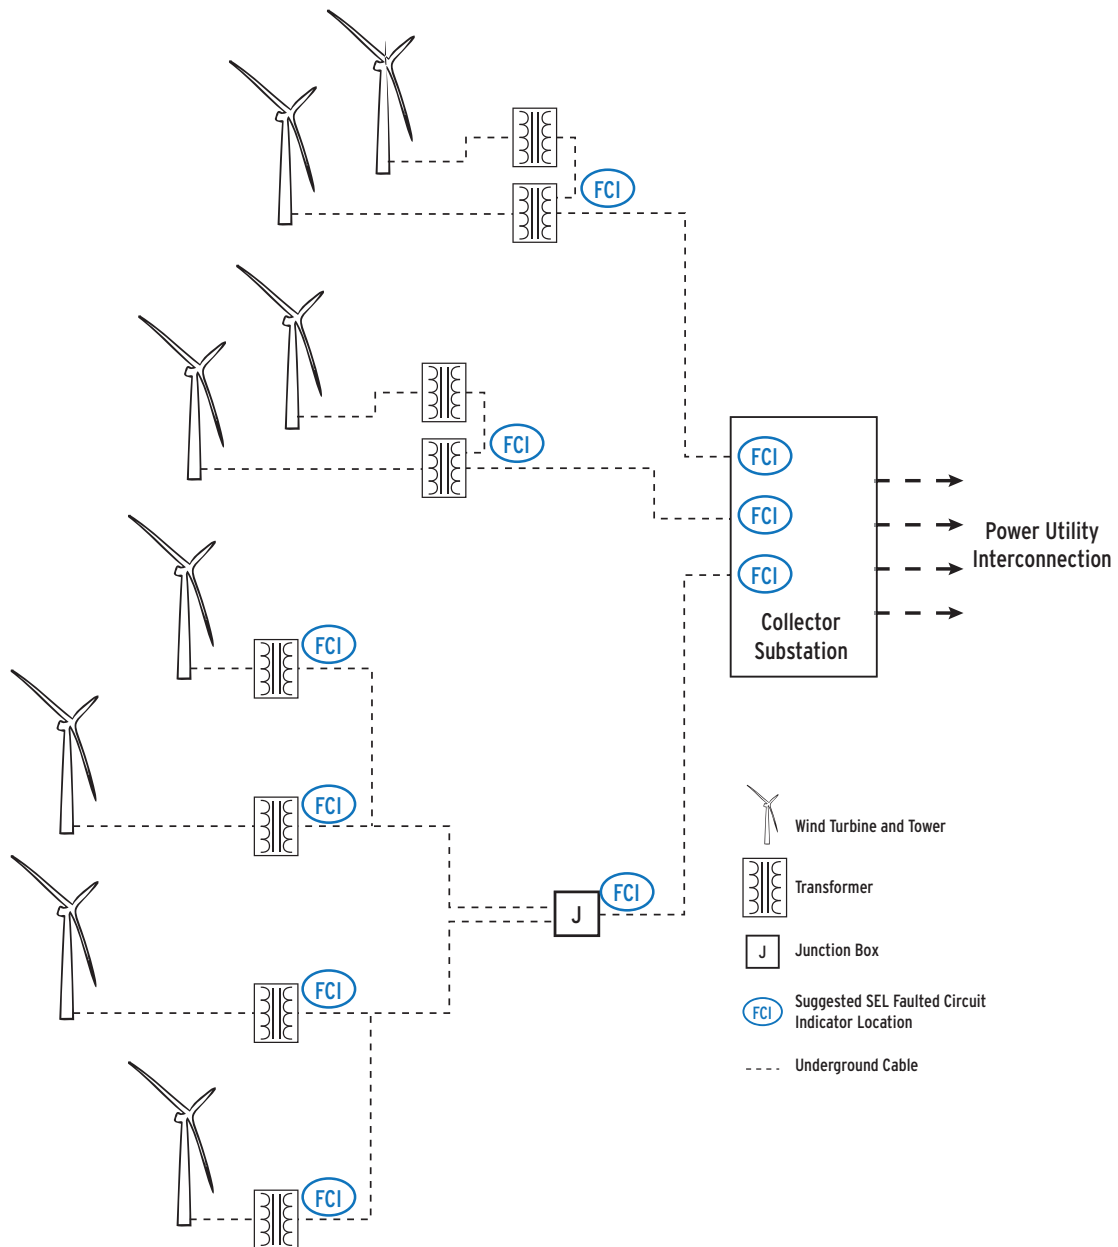 FCI
FCI
FCI
FCI
FCI
Power Utility
Interconnection
Collector
Substation
FCI
FCI
J
FCI
FCI
FCI
Wind Turbine and Tower
Transformer
J
Junction Box
FCI
Suggested SEL Faulted Circuit
Indicator Location
Underground Cable